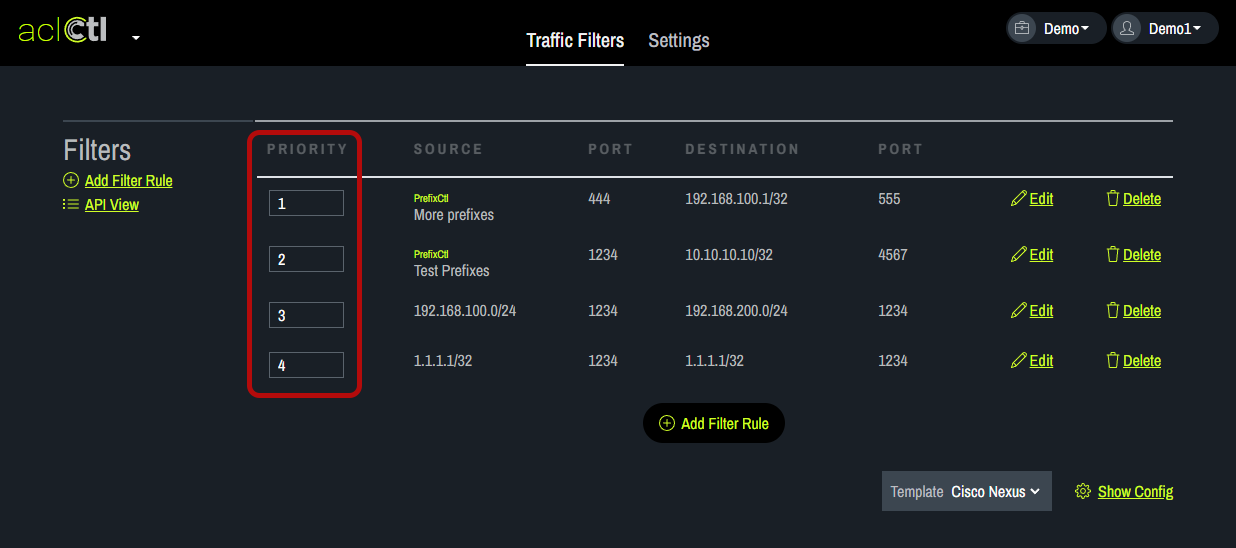 aclCtl
Traffic Filters Settings
Demo Demo1
Filters
Add Filter Rule
API View
PRIORITY SOURCE PORT DESTINATION PORT
1 PrefixCtl 444 192.168.100.1/32 555 Edit Delete
More prefixes
2 PrefixCtl 1234 10.10.10.10/32 4567 Edit Delete
Test Prefixes
3 192.168.100.0/24 1234 192.168.200.0/24 1234 Edit Delete
4 1.1.1.1/32 1234 1.1.1.1/32 1234 Edit Delete
Add Filter Rule
Template Cisco Nexus Show Config